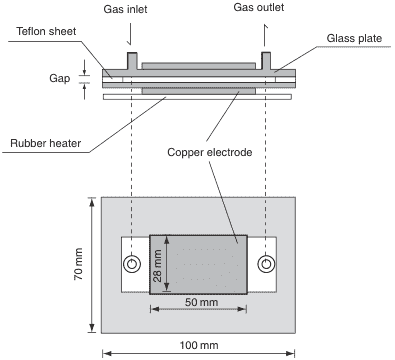 Gas inlet
Gas outlet
Teflon sheet
Glass plate
Gap
Rubber heater
Copper electrode
70 mm
28 mm
50 mm
100 mm